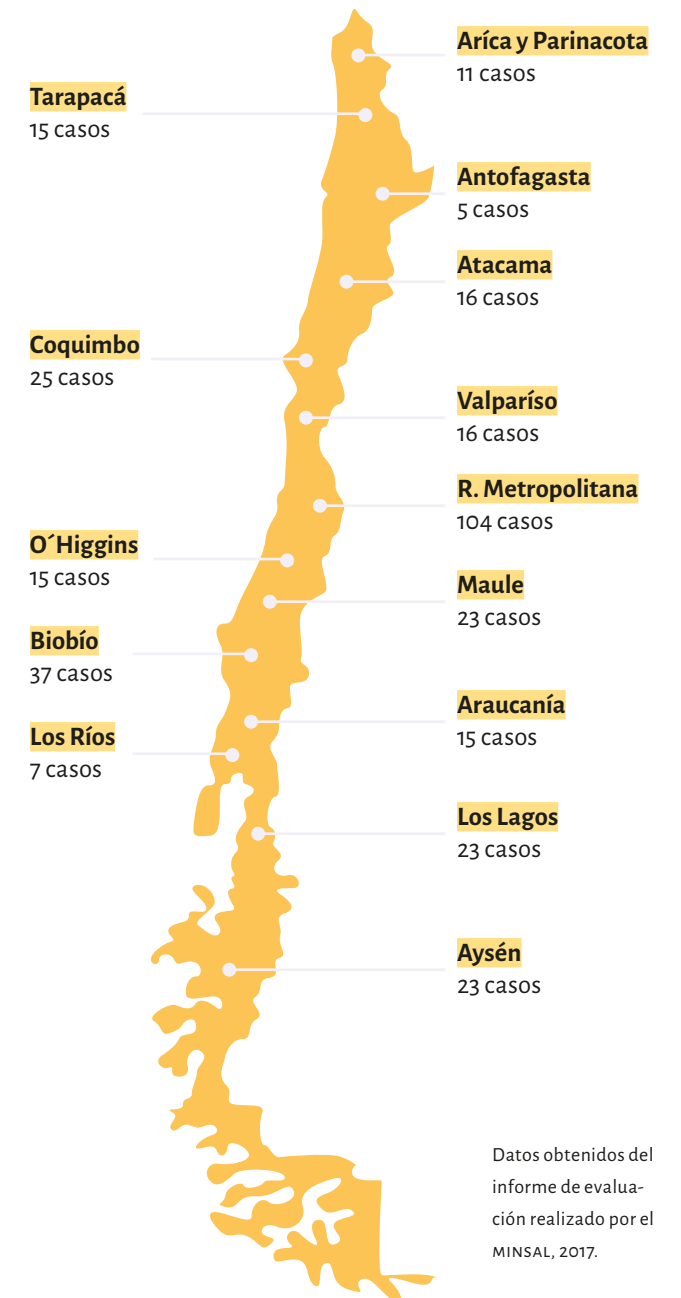 Aríca y Parinacota
11 casos
Tarapacá
15 casos
Antofagasta
5 casos
Atacama
16 casos
Coquimbo
25 casos
Valparíso
16 casos
R. Metropolitana
104 casos
O´Higgins
15 casos
Maule
23 casos
Biobío
37 casos
Araucanía
15 casos
Los Ríos
7 casos
Los Lagos
23 casos
Aysén
23 casos
Datos obtenidos del
informe de evalua-
ción realizado por el
MINSAL, 2017.